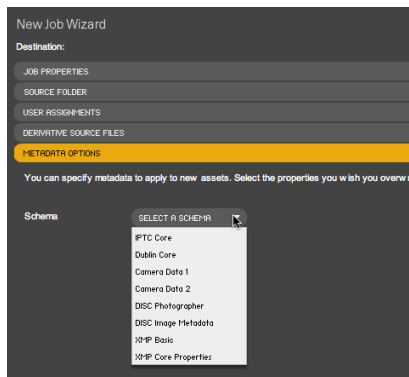 New Job Wizard
Destination:
JOB PROPERTIES
SOURCE FOLDER
USER ASSIGNMENTS
DERIVATIVE SOURCE FILES
METADATA OPTIONS
You can specify metadata to apply to new assets. Select the properties you wish you overw
Schema
SELECT A SCHEMA
IPTC Core
Dublin Core
Camera Data 1
Camera Data 2
DISC Photographer
DISC Image Metadata
XMP Basic
XMP Core Properties